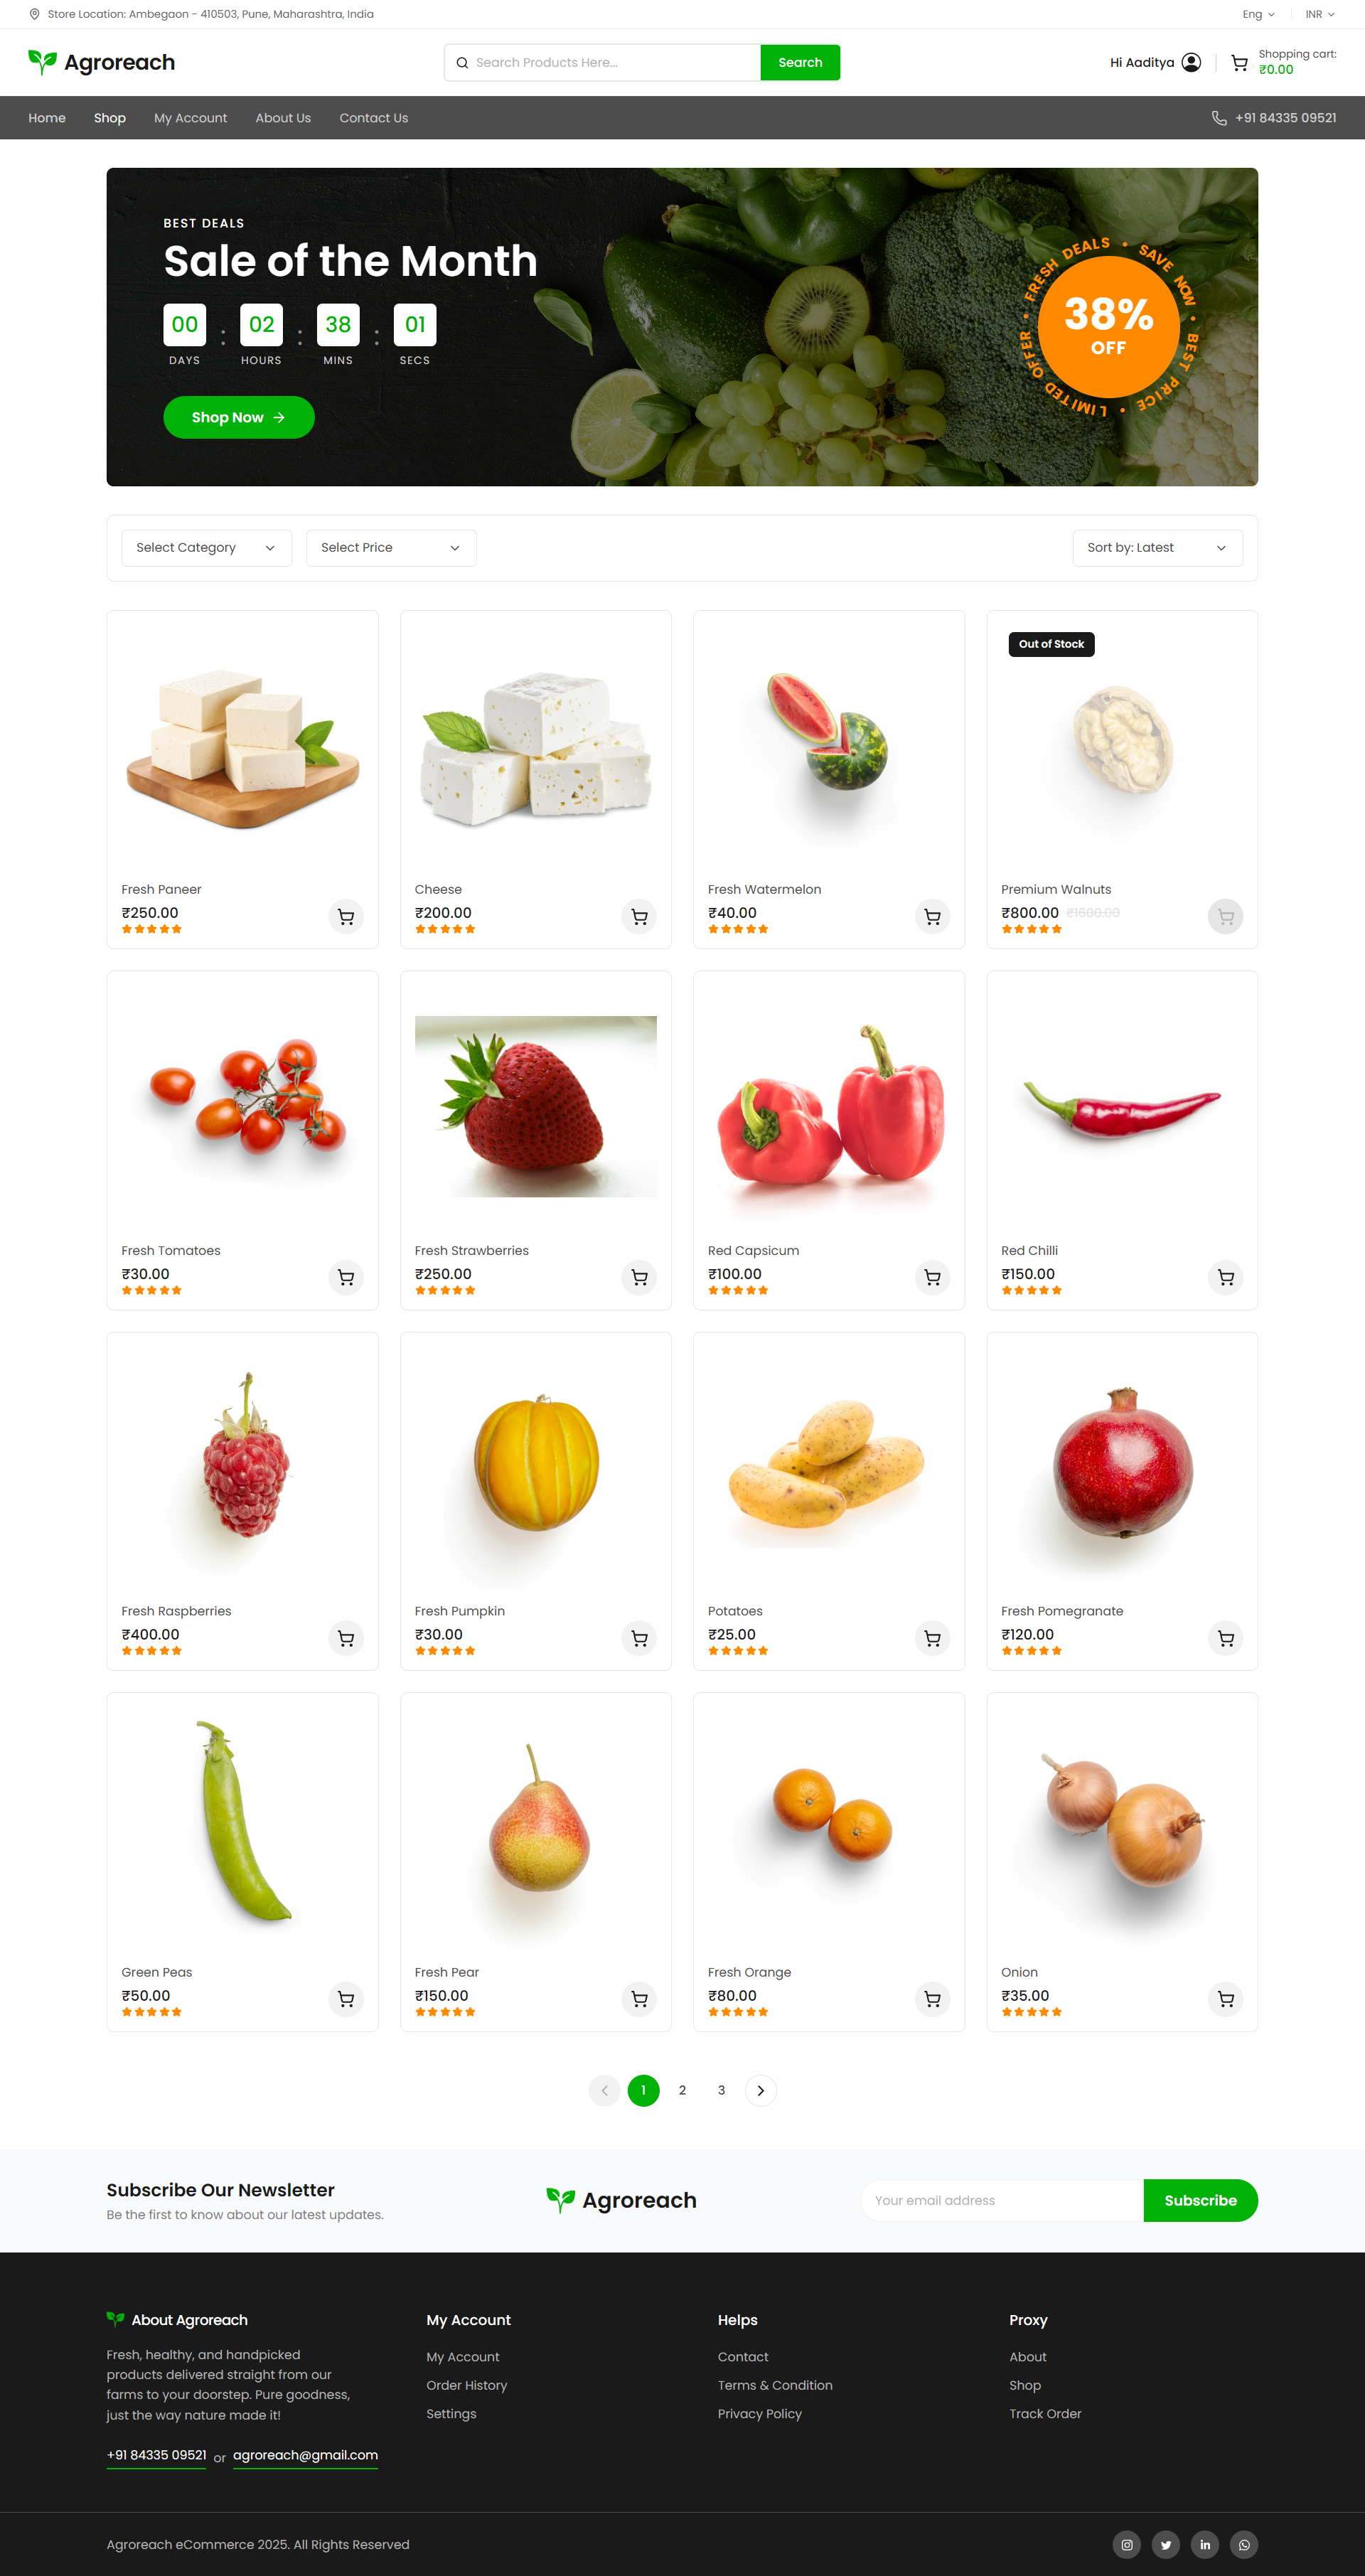 Store Location: Ambegaon - 410503, Pune, Maharashtra, India
Eng
INR
Agroreach
Search Products Here...
Search
Hi Aaditya
Shopping cart:
₹0.00
Home
Shop
My Account
About Us
Contact Us
+91 84335 09521
BEST DEALS
Sale of the Month
00 : 02 : 38 : 01
DAYS HOURS MINS SECS
Shop Now
FRESH DEALS • SAVE NOW • BEST PRICE • LIMITED OFFER •
38%
OFF
Select Category
Select Price
Sort by: Latest
Fresh Paneer
₹250.00
Cheese
₹200.00
Fresh Watermelon
₹40.00
Out of Stock
Premium Walnuts
₹800.00 ₹1600.00
Fresh Tomatoes
₹30.00
Fresh Strawberries
₹250.00
Red Capsicum
₹100.00
Red Chilli
₹150.00
Fresh Raspberries
₹400.00
Fresh Pumpkin
₹30.00
Potatoes
₹25.00
Fresh Pomegranate
₹120.00
Green Peas
₹50.00
Fresh Pear
₹150.00
Fresh Orange
₹80.00
Onion
₹35.00
1 2 3
Subscribe Our Newsletter
Be the first to know about our latest updates.
Agroreach
Your email address
Subscribe
About Agroreach
Fresh, healthy, and handpicked
products delivered straight from our
farms to your doorstep. Pure goodness,
just the way nature made it!
+91 84335 09521 or agroreach@gmail.com
My Account
My Account
Order History
Settings
Helps
Contact
Terms & Condition
Privacy Policy
Proxy
About
Shop
Track Order
Agroreach eCommerce 2025. All Rights Reserved